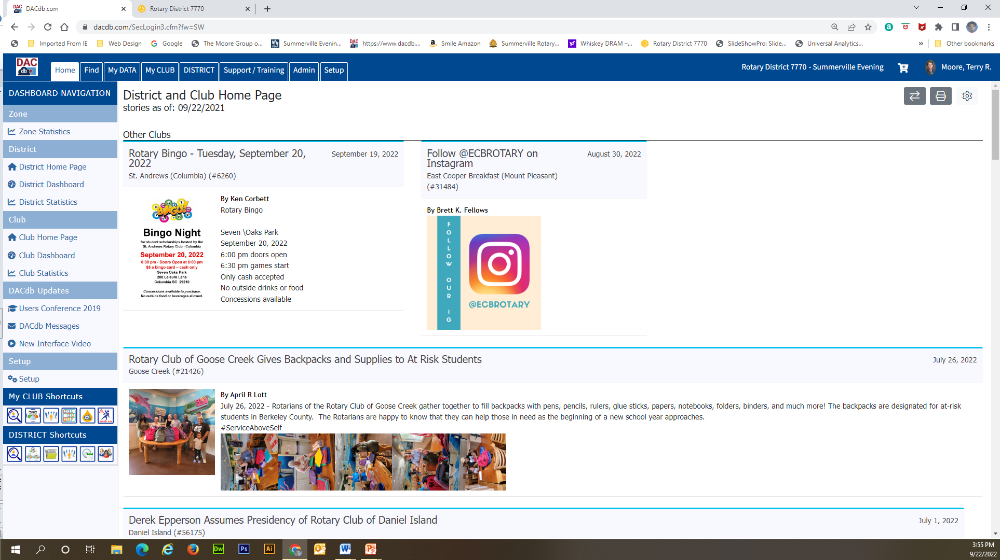 DACdb.com
Rotary District 7770
dacdb.com/SecLogin3.cfm?fw=SW
Imported From IE
Web Design
Google
The Moore Group o...
Summerville Evenin...
https://www.dacdb....
Smile Amazon
Summerville Rotary...
Whiskey DRAM –...
Rotary District 7770
SlideShowPro: Slide...
Universal Analytics...
»
Other bookmarks
DAC
db
Home
Find
My DATA
My CLUB
DISTRICT
Support / Training
Admin
Setup
Rotary District 7770 - Summerville Evening
Moore, Terry R.
DASHBOARD NAVIGATION
Zone
Zone Statistics
District
District Home Page
District Dashboard
District Statistics
Club
Club Home Page
Club Dashboard
Club Statistics
DACdb Updates
Users Conference 2019
DACdb Messages
New Interface Video
Setup
Setup
My CLUB Shortcuts
DISTRICT Shortcuts
District and Club Home Page
stories as of: 09/22/2021
Other Clubs
Rotary Bingo - Tuesday, September 20,
2022
September 19, 2022
St. Andrews (Columbia) (#6260)
BINGO!
Bingo Night
for student scholarships hosted by the
St. Andrews Rotary Club - Columbia
September 20, 2022
6:30 pm - Doors Open at 6:00 pm
$5 a bingo card – cash only
Seven Oaks Park
200 Leisure Lane
Columbia SC 29210
Concessions available to purchase.
No outside food or beverages allowed.
By Ken Corbett
Rotary Bingo
Seven \Oaks Park
September 20, 2022
6:00 pm doors open
6:30 pm games start
Only cash accepted
No outside drinks or food
Concessions available
Follow @ECBROTARY on
Instagram
August 30, 2022
East Cooper Breakfast (Mount Pleasant)
(#31484)
By Brett K. Fellows
FOLLOW OUR IG
@ECBROTARY
Rotary Club of Goose Creek Gives Backpacks and Supplies to At Risk Students
July 26, 2022
Goose Creek (#21426)
By April R Lott
July 26, 2022 - Rotarians of the Rotary Club of Goose Creek gather together to fill backpacks with pens, pencils, rulers, glue sticks, papers, notebooks, folders, binders, and much more! The backpacks are designated for at-risk
students in Berkeley County.  The Rotarians are happy to know that they can help those in need as the beginning of a new school year approaches.
#ServiceAboveSelf
Derek Epperson Assumes Presidency of Rotary Club of Daniel Island
July 1, 2022
Daniel Island (#56175)
Dw
Ps
Ai
3:55 PM
9/22/2022